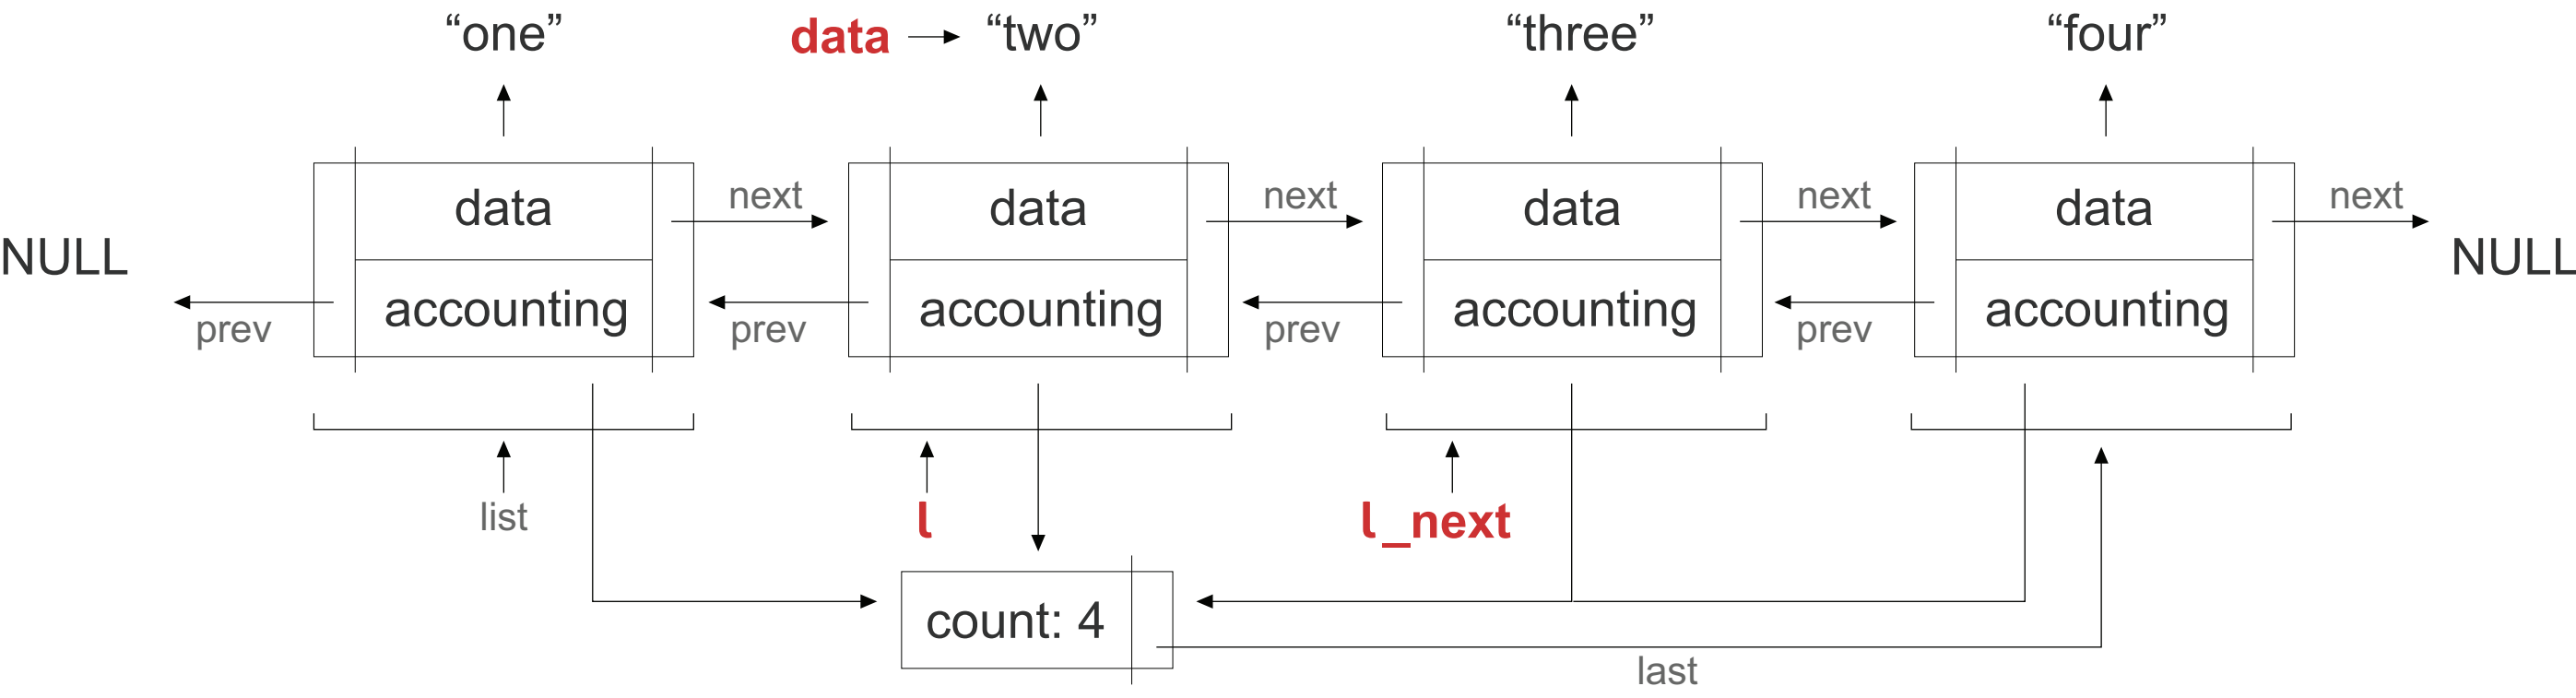 “one” data “two” “three” “four”
next next next next
data data data data
NULL NULL
accounting accounting accounting accounting
prev prev prev prev
list l l_next
count: 4
last